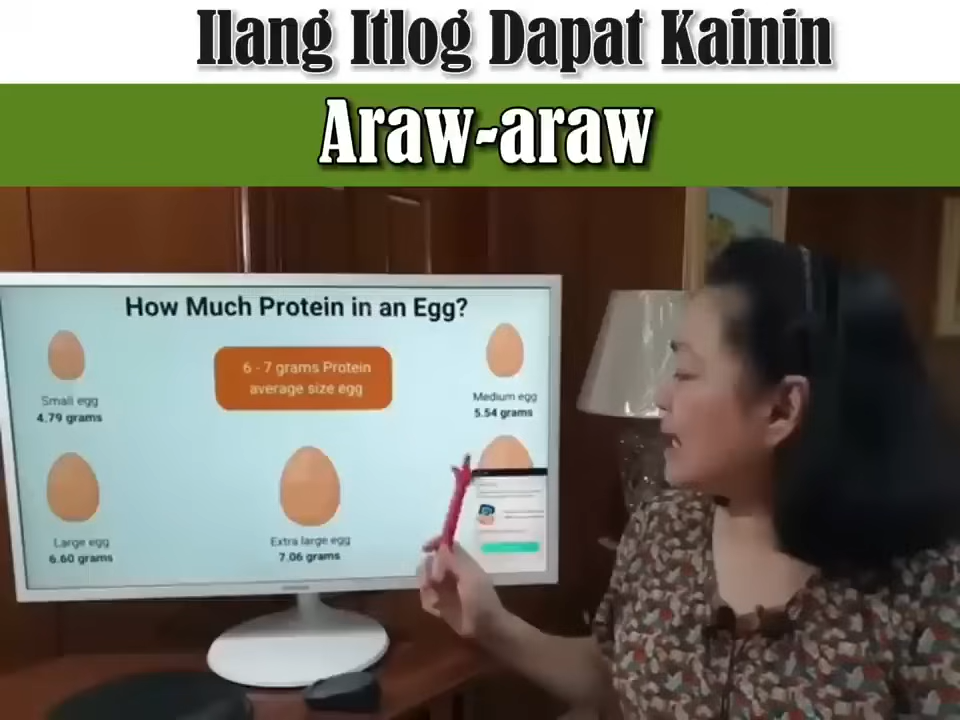 Ilang Itlog Dapat Kainin
Araw-araw
How Much Protein in an Egg?
6 - 7 grams Protein
average size egg
Small egg
4.79 grams
Medium egg
5.54 grams
Large egg
6.60 grams
Extra large egg
7.06 grams